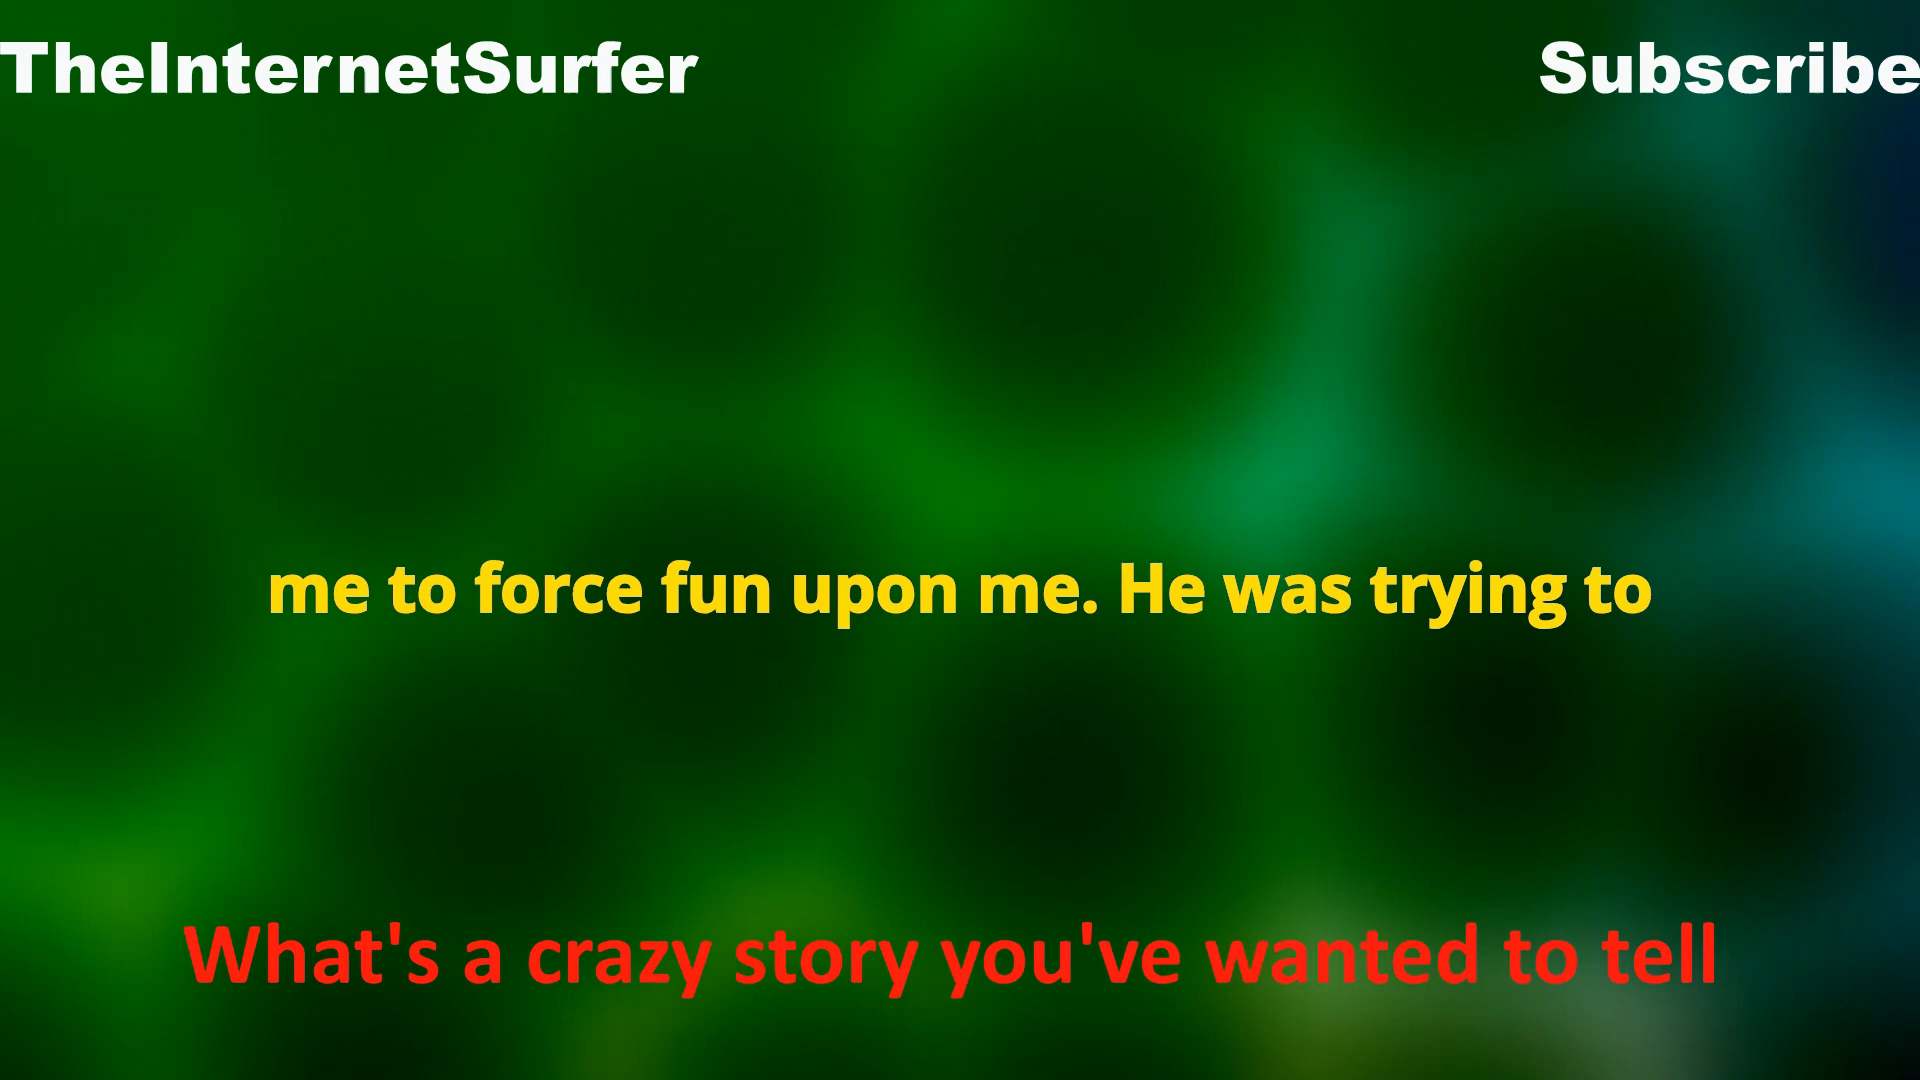 TheInternetSurfer
Subscribe
me to force fun upon me. He was trying to
What's a crazy story you've wanted to tell